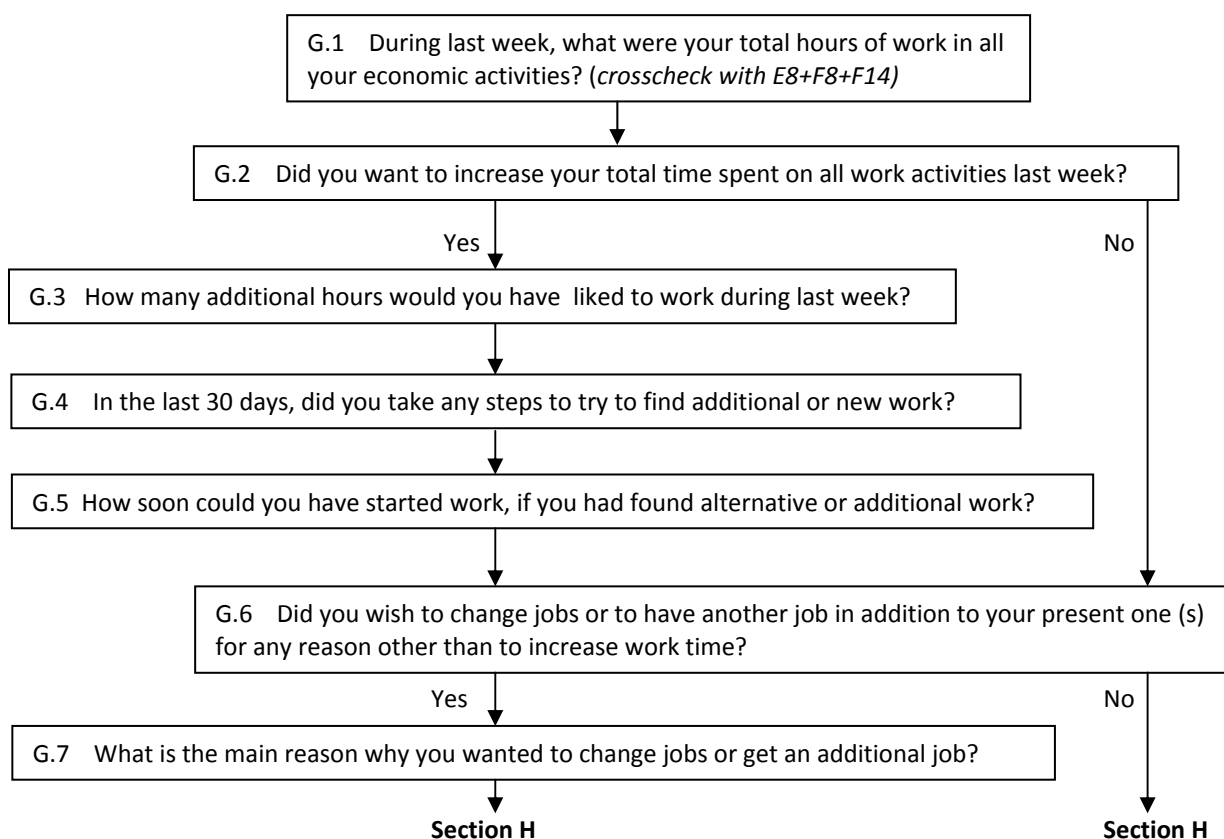 G.1 During last week, what were your total hours of work in all
your economic activities? (crosscheck with E8+F8+F14)
G.2 Did you want to increase your total time spent on all work activities last week?
Yes
No
G.3 How many additional hours would you have liked to work during last week?
G.4 In the last 30 days, did you take any steps to try to find additional or new work?
G.5 How soon could you have started work, if you had found alternative or additional work?
G.6 Did you wish to change jobs or to have another job in addition to your present one (s)
for any reason other than to increase work time?
Yes
No
G.7 What is the main reason why you wanted to change jobs or get an additional job?
Section H
Section H